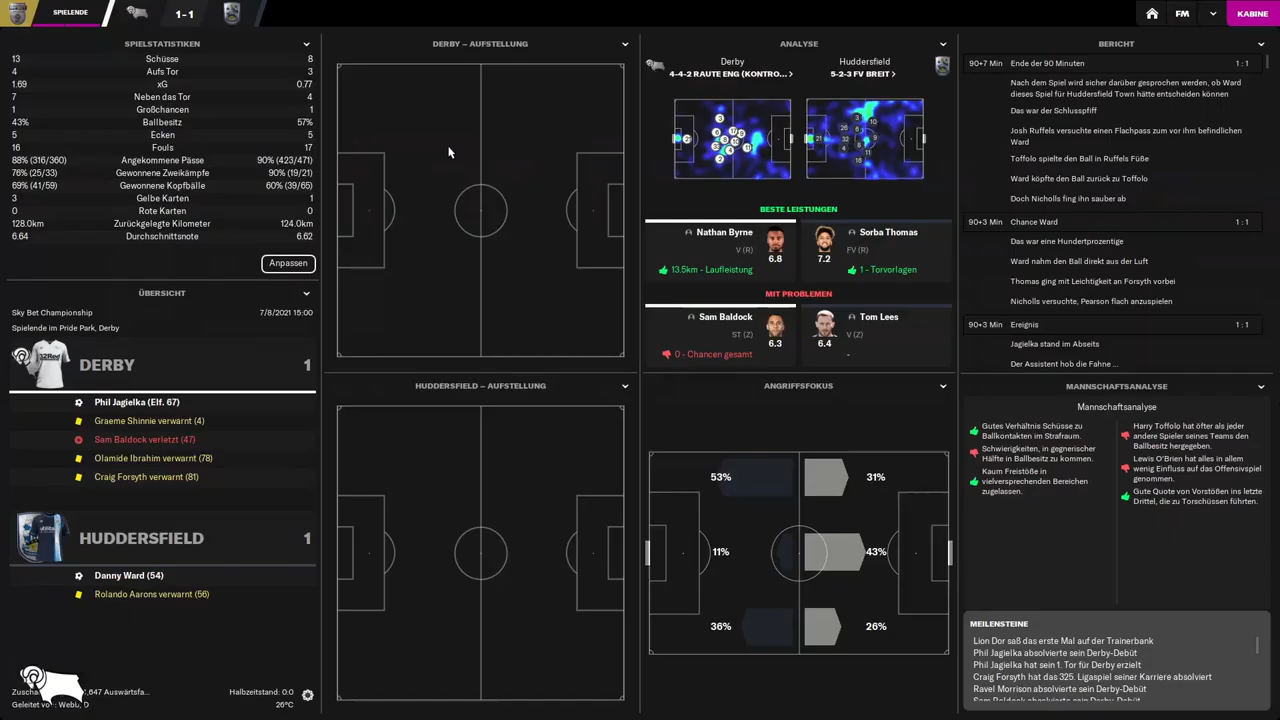 SPIELENDE
1 - 1
FM
KABINE
SPIELSTATISTIKEN
13 Schüsse 8
4 Aufs Tor 3
1.69 xG 0.77
7 Neben das Tor 4
1 Großchancen 1
43% Ballbesitz 57%
5 Ecken 5
16 Fouls 17
88% (316/360) Angekommene Pässe 90% (423/471)
76% (25/33) Gewonnene Zweikämpfe 90% (19/21)
69% (41/59) Gewonnene Kopfbälle 60% (39/65)
3 Gelbe Karten 1
0 Rote Karten 0
128.0km Zurückgelegte Kilometer 124.0km
6.64 Durchschnittsnote 6.62
Anpassen
ÜBERSICHT
Sky Bet Championship 7/8/2021 15:00
Spielende im Pride Park, Derby
32Red
DERBY 1
Phil Jagielka (Elf. 67)
Graeme Shinnie verwarnt (4)
Sam Baldock verletzt (47)
Olamide Ibrahim verwarnt (78)
Craig Forsyth verwarnt (81)
HUDDERSFIELD 1
Danny Ward (54)
Rolando Aarons verwarnt (56)
Halbzeitstand: 0:0
26°C
DERBY – AUFSTELLUNG
HUDDERSFIELD – AUFSTELLUNG
ANALYSE
Derby Huddersfield
4-4-2 RAUTE ENG (KONTRO... > 5-2-3 FV BREIT >
BESTE LEISTUNGEN
Nathan Byrne
V (R) 6.8
13.5km - Laufleistung
Sorba Thomas
7.2 FV (R)
1 - Torvorlagen
MIT PROBLEMEN
Sam Baldock
ST (Z) 6.3
0 - Chancen gesamt
Tom Lees
6.4 V (Z)
-
ANGRIFFSFOKUS
53% 31%
11% 43%
36% 26%
BERICHT
90+7 Min Ende der 90 Minuten 1 : 1
Nach dem Spiel wird sicher darüber gesprochen werden, ob Ward
dieses Spiel für Huddersfield Town hätte entscheiden können
Das war der Schlusspfiff
Josh Ruffels versuchte einen Flachpass zum vor ihm befindlichen
Ward
Toffolo spielte den Ball in Ruffels Füße
Ward köpfte den Ball zurück zu Toffolo
Doch Nicholls fing ihn sauber ab
90+3 Min Chance Ward 1 : 1
Das war eine Hundertprozentige
Ward nahm den Ball direkt aus der Luft
Thomas ging mit Leichtigkeit an Forsyth vorbei
Nicholls versuchte, Pearson flach anzuspielen
90+3 Min Ereignis 1 : 1
Jagielka stand im Abseits
Der Assistent hob die Fahne ...
MANNSCHAFTSANALYSE
Mannschaftsanalyse
Gutes Verhältnis Schüsse zu
Ballkontakten im Strafraum.
Schwierigkeiten, in gegnerischer
Hälfte in Ballbesitz zu kommen.
Kaum Freistöße in
vielversprechenden Bereichen
zugelassen.
Harry Toffolo hat öfter als jeder
andere Spieler seines Teams den
Ballbesitz hergegeben.
Lewis O'Brien hat alles in allem
wenig Einfluss auf das Offensivspiel
genommen.
Gute Quote von Vorstößen ins letzte
Drittel, die zu Torschüssen führten.
MEILENSTEINE
Lion Dor saß das erste Mal auf der Trainerbank
Phil Jagielka absolvierte sein Derby-Debüt
Phil Jagielka hat sein 1. Tor für Derby erzielt
Craig Forsyth hat das 325. Ligaspiel seiner Karriere absolviert
Ravel Morrison absolvierte sein Derby-Debüt
Sam Baldock absolvierte sein Derby-Debüt